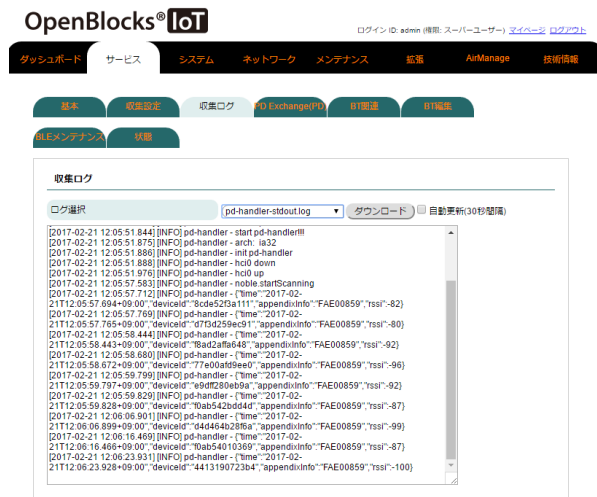 OpenBlocks® IoT
ログイン ID: admin (権限: スーパーユーザー) マイページ ログアウト
ダッシュボード サービス システム ネットワーク メンテナンス 拡張 AirManage 技術情報
基本 収集設定 収集ログ PD Exchange(PD) BT関連 BT編集
BLEメンテナンス 状態
収集ログ
ログ選択 pd-handler-stdout.log ダウンロード 自動更新(30秒間隔)
[2017-02-21 12:05:51.844] [INFO] pd-handler - start pd-handler!!!
[2017-02-21 12:05:51.875] [INFO] pd-handler - arch: ia32
[2017-02-21 12:05:51.886] [INFO] pd-handler - init pd-handler
[2017-02-21 12:05:51.888] [INFO] pd-handler - hci0 down
[2017-02-21 12:05:51.976] [INFO] pd-handler - hci0 up
[2017-02-21 12:05:57.583] [INFO] pd-handler - noble.startScanning
[2017-02-21 12:05:57.712] [INFO] pd-handler - {"time":"2017-02-
21T12:05:57.694+09:00","deviceId":"8cde52f3a111","appendixInfo":"FAE00859","rssi":-82}
[2017-02-21 12:05:57.769] [INFO] pd-handler - {"time":"2017-02-
21T12:05:57.765+09:00","deviceId":"d7f3d259ec91","appendixInfo":"FAE00859","rssi":-80}
[2017-02-21 12:05:58.444] [INFO] pd-handler - {"time":"2017-02-
21T12:05:58.443+09:00","deviceId":"f8ad2affa648","appendixInfo":"FAE00859","rssi":-92}
[2017-02-21 12:05:58.680] [INFO] pd-handler - {"time":"2017-02-
21T12:05:58.672+09:00","deviceId":"77e00afd9ee0","appendixInfo":"FAE00859","rssi":-96}
[2017-02-21 12:05:59.799] [INFO] pd-handler - {"time":"2017-02-
21T12:05:59.797+09:00","deviceId":"e9dff280eb9a","appendixInfo":"FAE00859","rssi":-92}
[2017-02-21 12:05:59.829] [INFO] pd-handler - {"time":"2017-02-
21T12:05:59.828+09:00","deviceId":"f0ab542bdd4d","appendixInfo":"FAE00859","rssi":-87}
[2017-02-21 12:06:06.901] [INFO] pd-handler - {"time":"2017-02-
21T12:06:06.899+09:00","deviceId":"d4d464b28f6a","appendixInfo":"FAE00859","rssi":-99}
[2017-02-21 12:06:16.469] [INFO] pd-handler - {"time":"2017-02-
21T12:06:16.466+09:00","deviceId":"f0ab54010369","appendixInfo":"FAE00859","rssi":-87}
[2017-02-21 12:06:23.931] [INFO] pd-handler - {"time":"2017-02-
21T12:06:23.928+09:00","deviceId":"4413190723b4","appendixInfo":"FAE00859","rssi":-100}